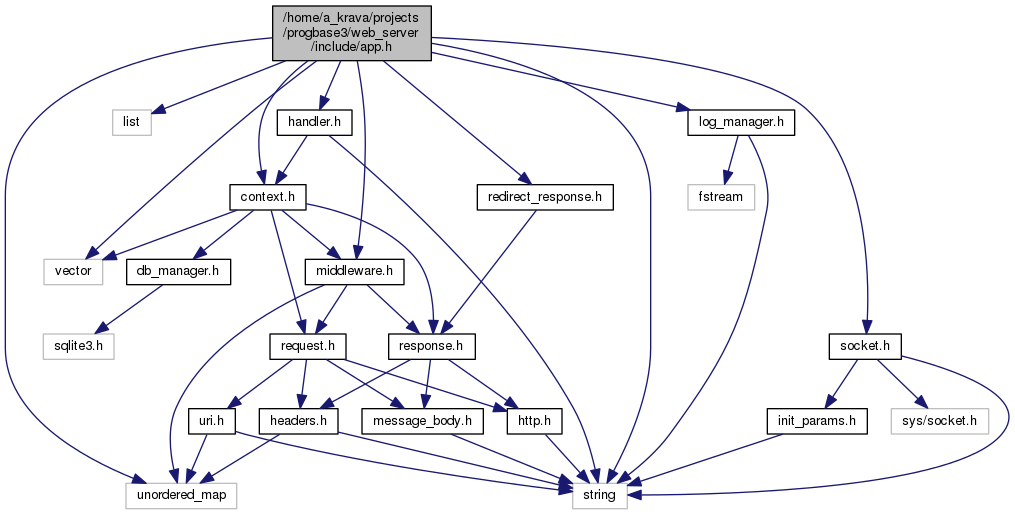 /home/a_krava/projects
/progbase3/web_server
/include/app.h
list
handler.h
log_manager.h
context.h
redirect_response.h
fstream
vector
db_manager.h
middleware.h
sqlite3.h
request.h
response.h
socket.h
uri.h
headers.h
message_body.h
http.h
init_params.h
sys/socket.h
unordered_map
string